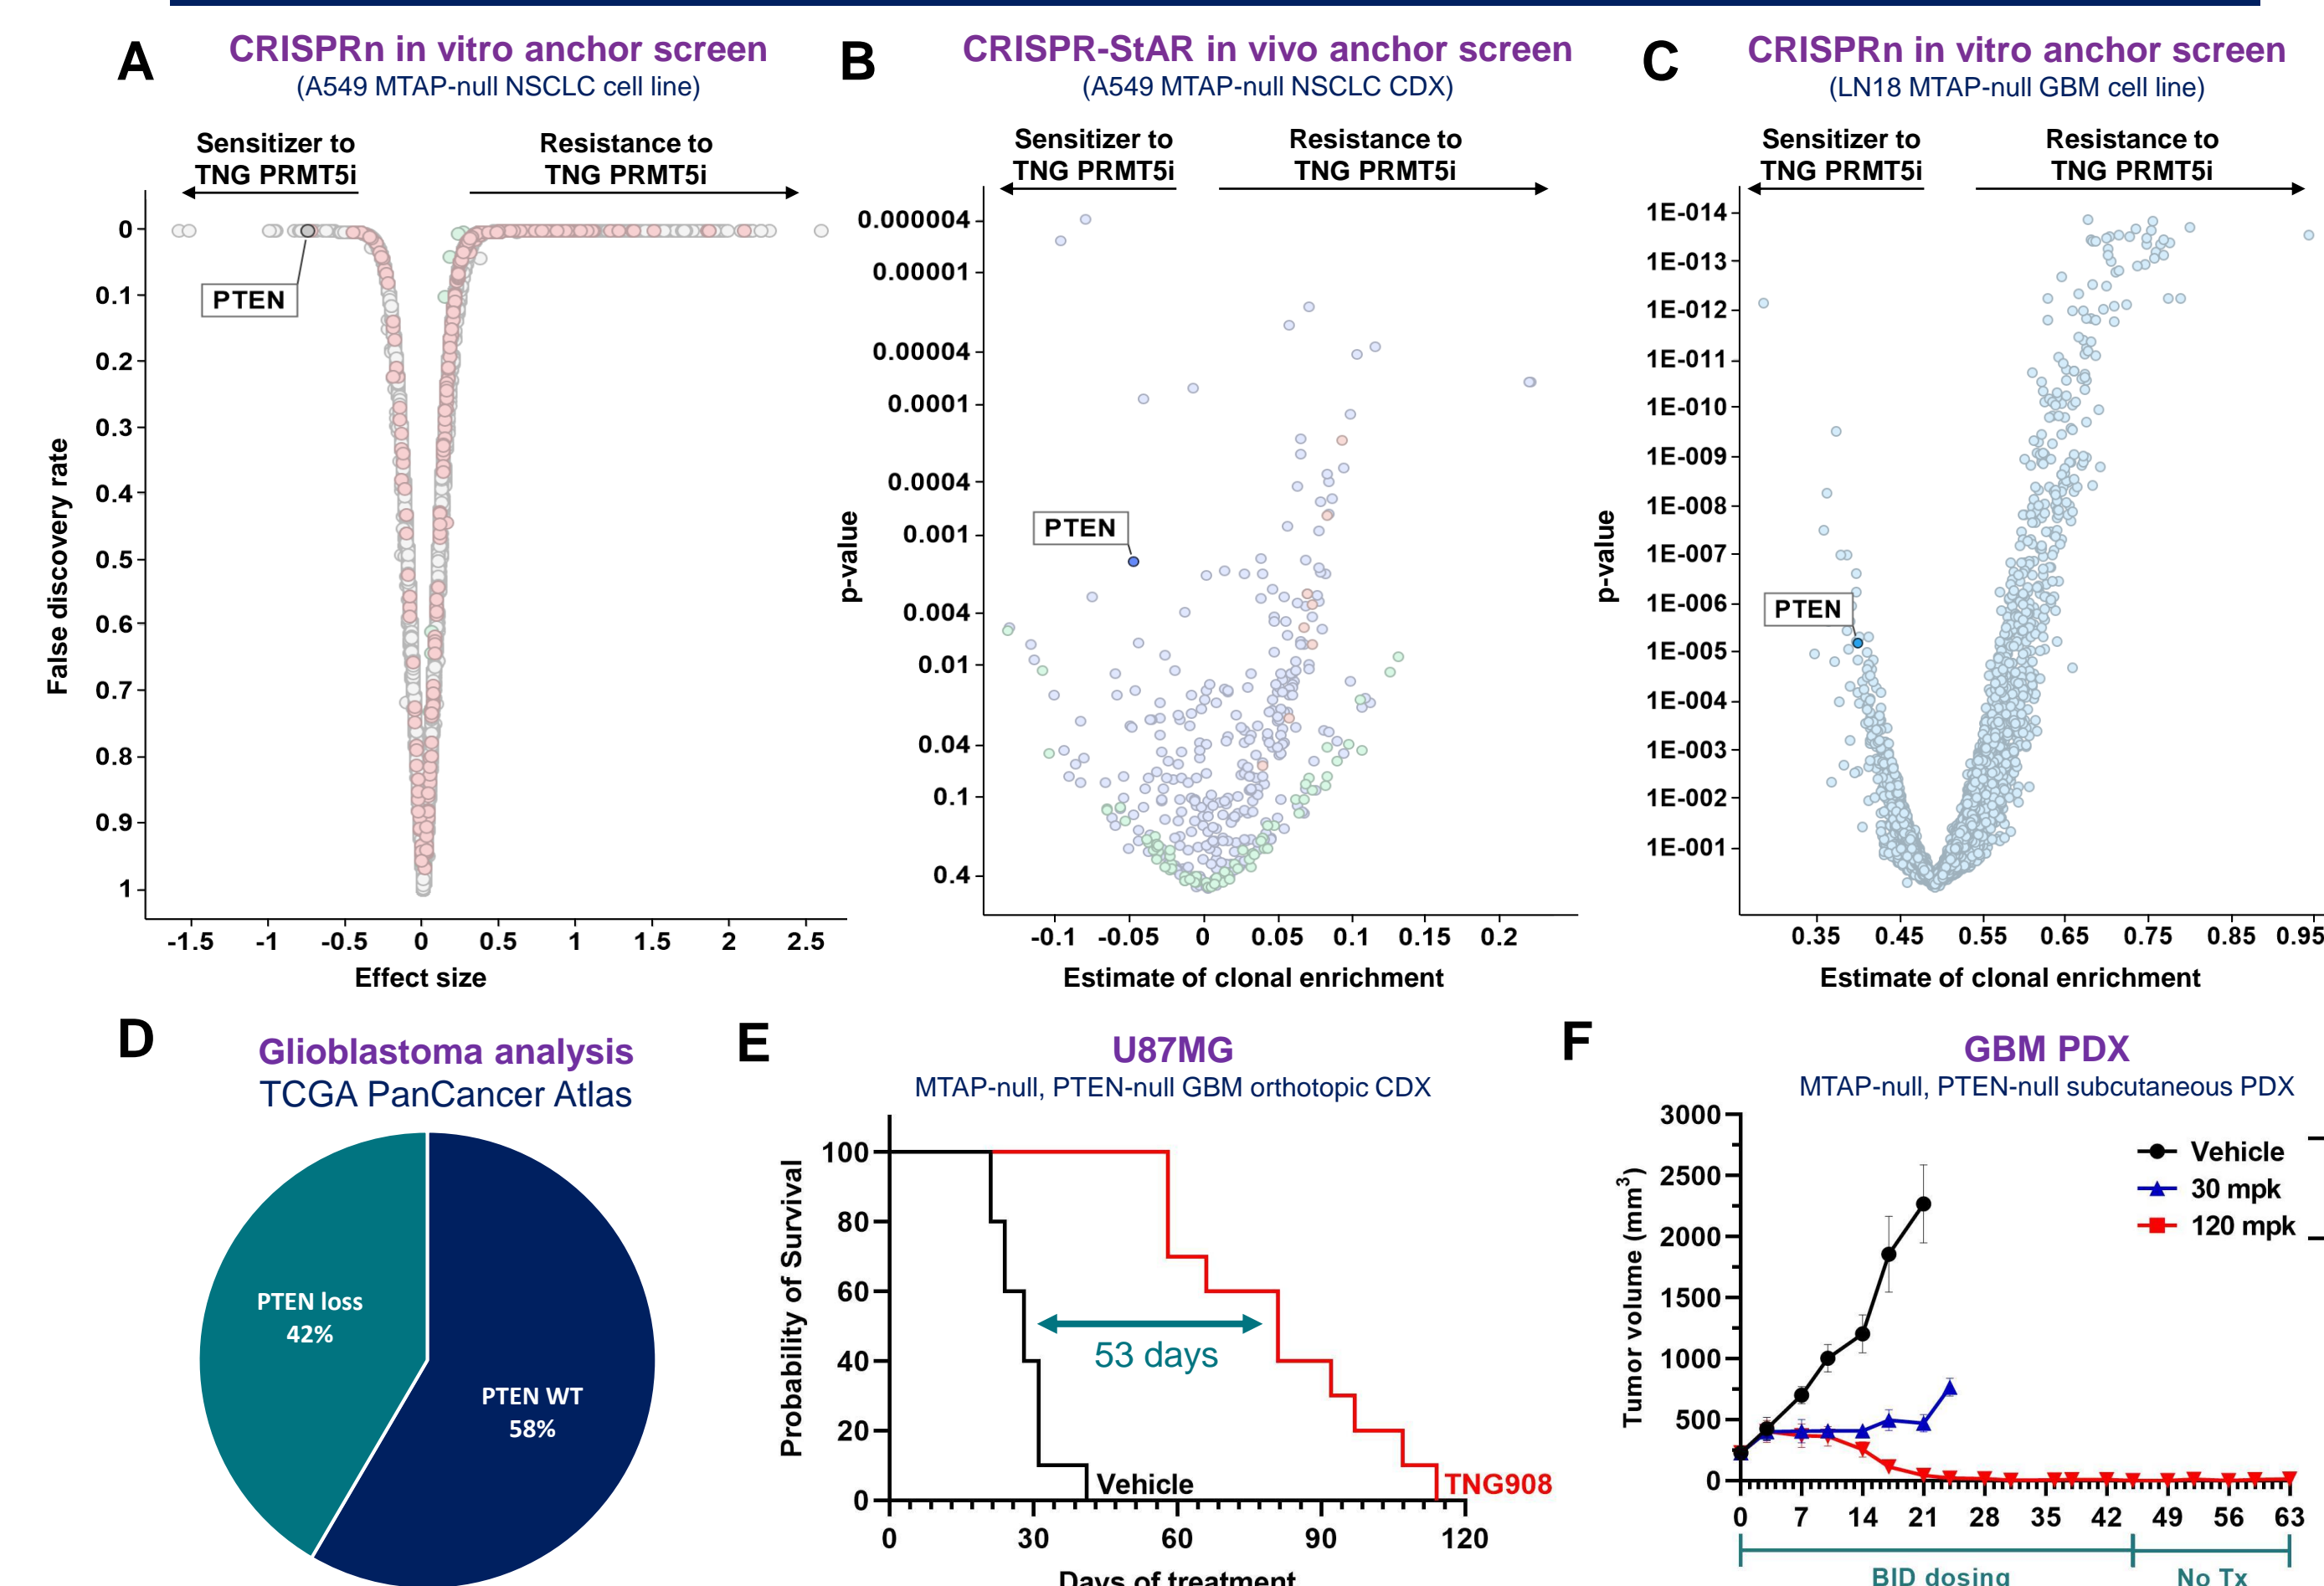 A
CRISPRn in vitro anchor screen
(A549 MTAP-null NSCLC cell line)
Sensitizer to
TNG PRMT5i
Resistance to
TNG PRMT5i
PTEN
False discovery rate
0
0.1
0.2
0.3
0.4
0.5
0.6
0.7
0.8
0.9
1
-1.5 -1 -0.5 0 0.5 1 1.5 2 2.5
Effect size
B
CRISPR-StAR in vivo anchor screen
(A549 MTAP-null NSCLC CDX)
Sensitizer to
TNG PRMT5i
Resistance to
TNG PRMT5i
PTEN
p-value
0.000004
0.00001
0.00004
0.0001
0.0004
0.001
0.004
0.01
0.04
0.1
0.4
-0.1 -0.05 0 0.05 0.1 0.15 0.2
Estimate of clonal enrichment
C
CRISPRn in vitro anchor screen
(LN18 MTAP-null GBM cell line)
Sensitizer to
TNG PRMT5i
Resistance to
TNG PRMT5i
PTEN
p-value
1E-014
1E-013
1E-012
1E-011
1E-010
1E-009
1E-008
1E-007
1E-006
1E-005
1E-004
1E-003
1E-002
1E-001
0.35 0.45 0.55 0.65 0.75 0.85 0.95
Estimate of clonal enrichment
D
Glioblastoma analysis
TCGA PanCancer Atlas
PTEN loss
42%
PTEN WT
58%
E
U87MG
MTAP-null, PTEN-null GBM orthotopic CDX
Probability of Survival
100
80
60
40
20
0
53 days
Vehicle
TNG908
0 30 60 90 120
Days of treatment
F
GBM PDX
MTAP-null, PTEN-null subcutaneous PDX
Tumor volume (mm³)
3000
2500
2000
1500
1000
500
0
Vehicle
30 mpk
120 mpk
0 7 14 21 28 35 42 49 56 63
BID dosing
No Tx